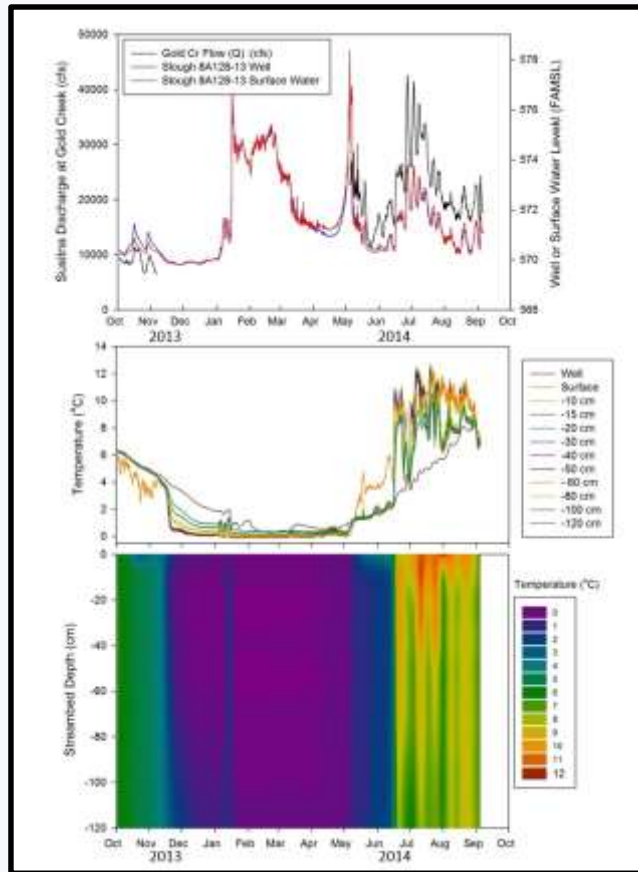 Gold Cr Flow (Q) (cfs)
Slough 8A128-13 Well
Slough 8A128-13 Surface Water
Susitna Discharge at Gold Creek (cfs)
50000
40000
30000
20000
10000
0
Well or Surface Water Level (FAMSL)
578
576
574
572
570
568
Oct Nov Dec Jan Feb Mar Apr May Jun Jul Aug Sep Oct
2013 2014
Temperature (°C)
14
12
10
8
6
4
2
0
Well
Surface
-10 cm
-15 cm
-20 cm
-30 cm
-40 cm
-50 cm
-60 cm
-80 cm
-100 cm
-120 cm
Streambed Depth (cm)
0
-20
-40
-60
-80
-100
-120
Oct Nov Dec Jan Feb Mar Apr May Jun Jul Aug Sep Oct
2013 2014
Temperature (°C)
0
1
2
3
4
5
6
7
8
9
10
11
12